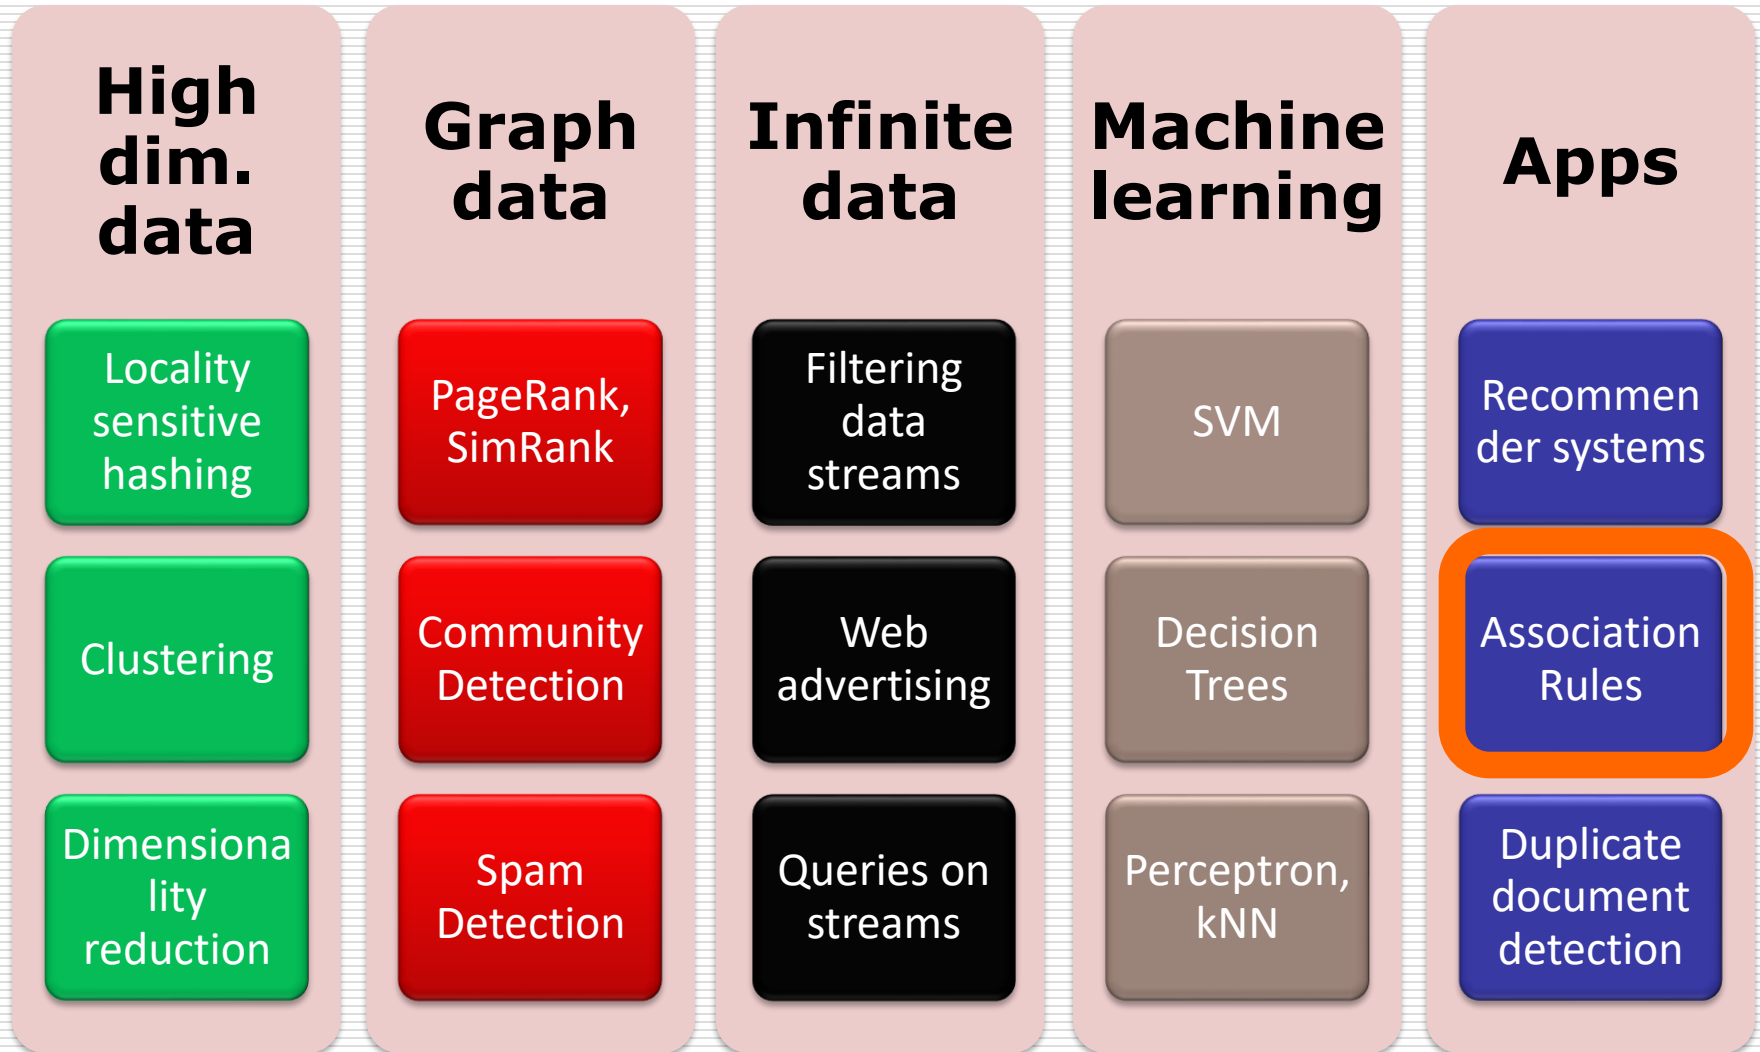 High
dim.
data
Locality
sensitive
hashing
Clustering
Dimensiona
lity
reduction
Graph
data
PageRank,
SimRank
Community
Detection
Spam
Detection
Infinite
data
Filtering
data
streams
Web
advertising
Queries on
streams
Machine
learning
SVM
Decision
Trees
Perceptron,
kNN
Apps
Recommen
der systems
Association
Rules
Duplicate
document
detection